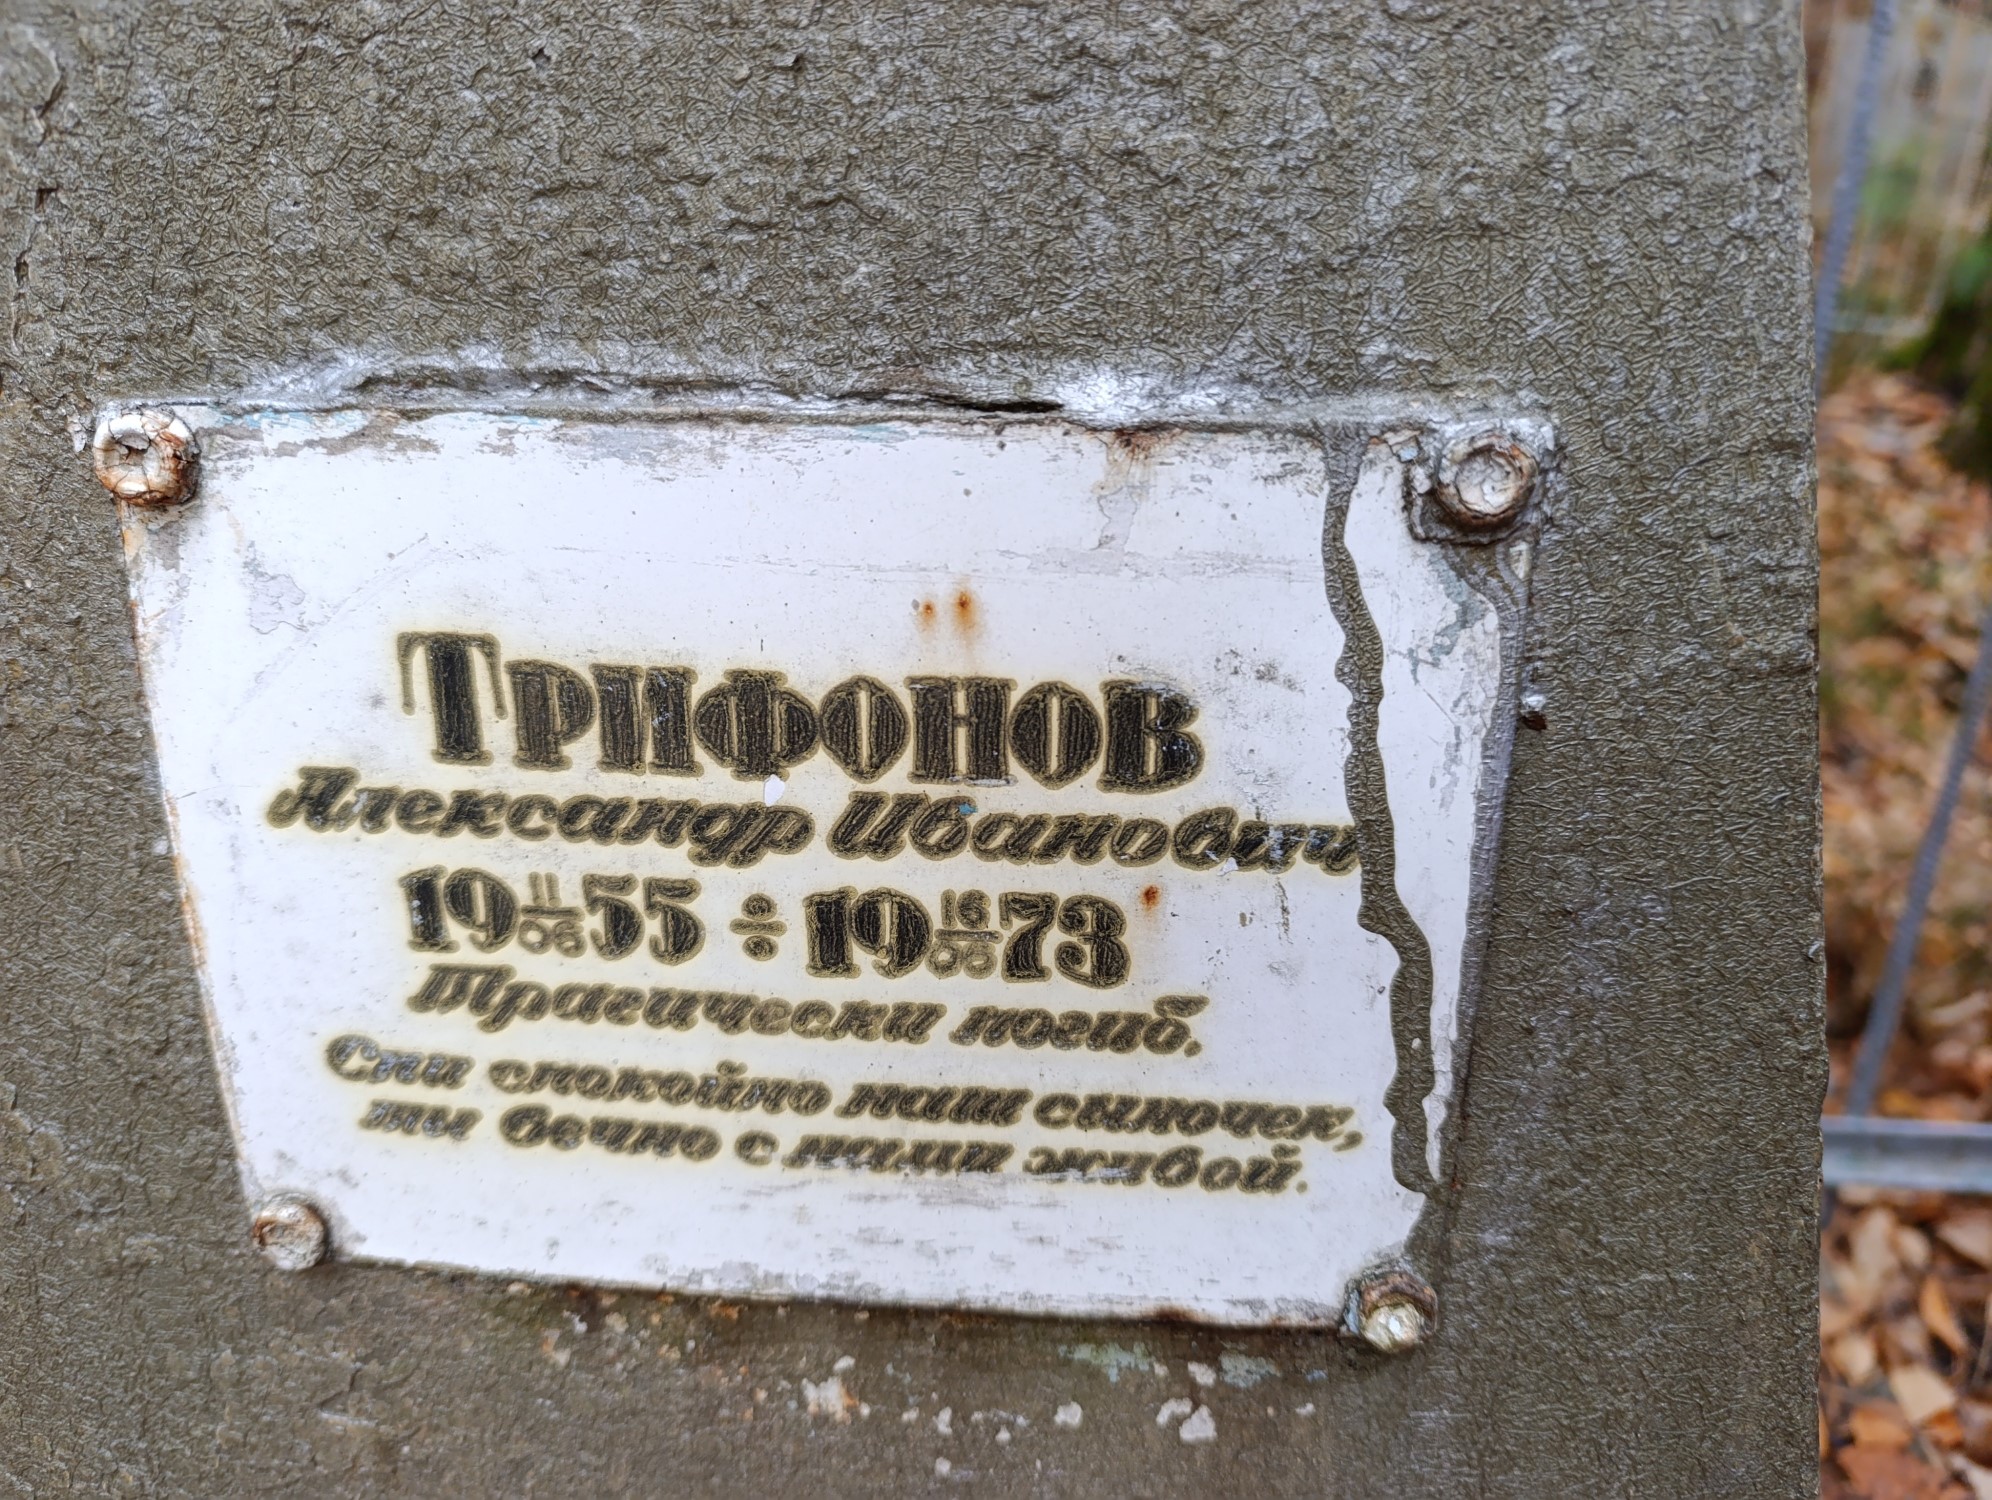 Трифонов
Александр Иванович
19 11/06 55 ÷ 19 16/06 73
Трагически погиб.
Спи спокойно наш сыночек,
ты вечно с нами живой.